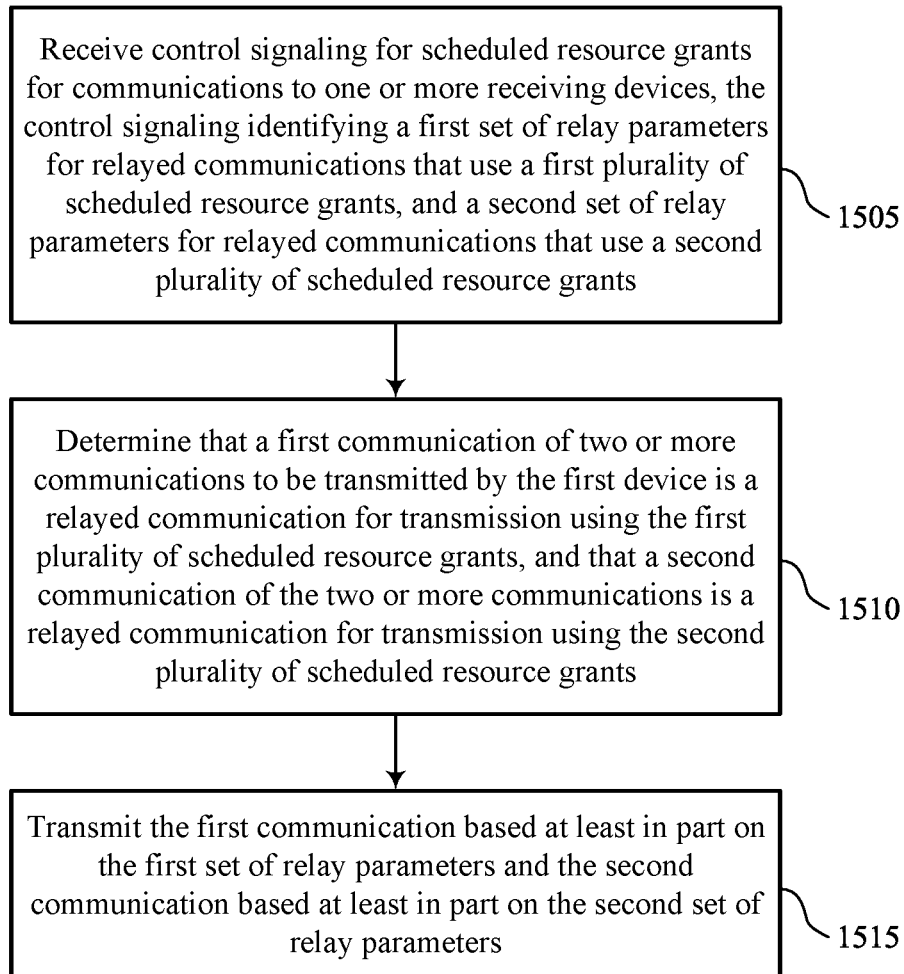 Receive control signaling for scheduled resource grants
for communications to one or more receiving devices, the
control signaling identifying a first set of relay parameters
for relayed communications that use a first plurality of
scheduled resource grants, and a second set of relay
parameters for relayed communications that use a second
plurality of scheduled resource grants
1505
Determine that a first communication of two or more
communications to be transmitted by the first device is a
relayed communication for transmission using the first
plurality of scheduled resource grants, and that a second
communication of the two or more communications is a
relayed communication for transmission using the second
plurality of scheduled resource grants
1510
Transmit the first communication based at least in part on
the first set of relay parameters and the second
communication based at least in part on the second set of
relay parameters
1515